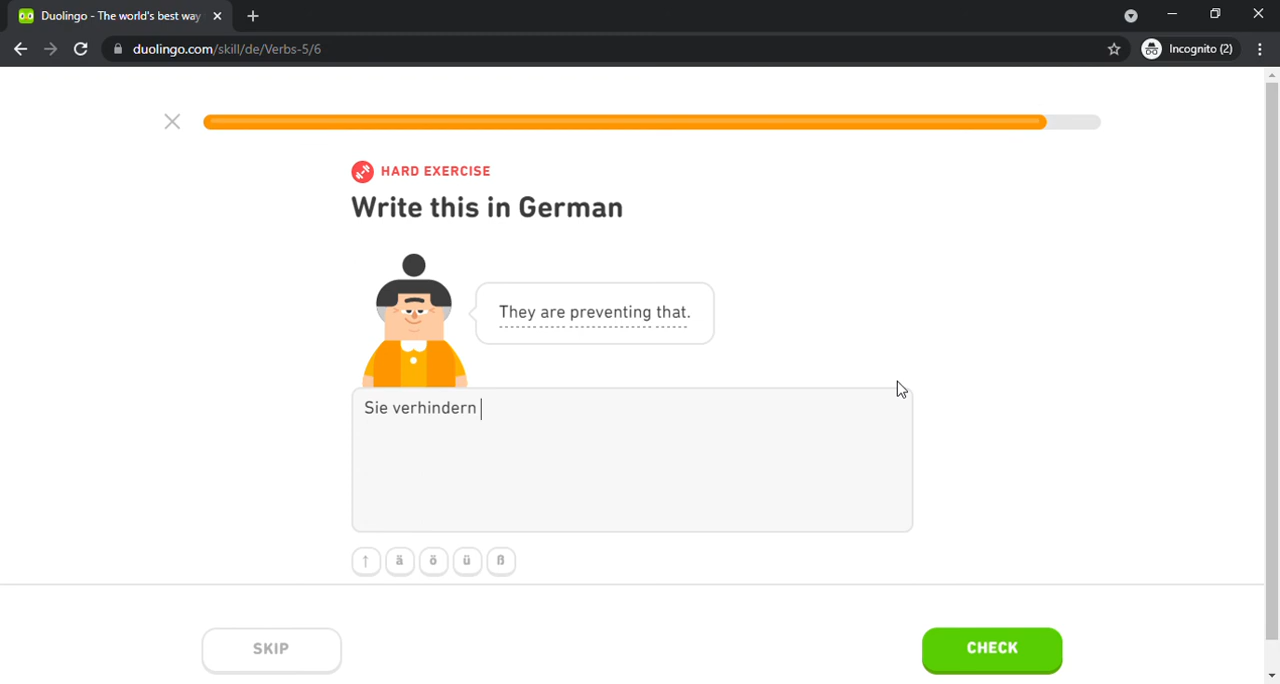 Duolingo - The world's best way
duolingo.com/skill/de/Verbs-5/6
Incognito (2)
HARD EXERCISE
Write this in German
They are preventing that.
Sie verhindern
↑ ä ö ü ß
SKIP
CHECK